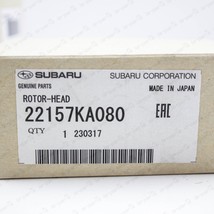 SUBARU SUBARU CORPORATION
GENUINE PARTS MADE IN JAPAN
ROTOR-HEAD
22157KA080 EAC
QTY 1 230317